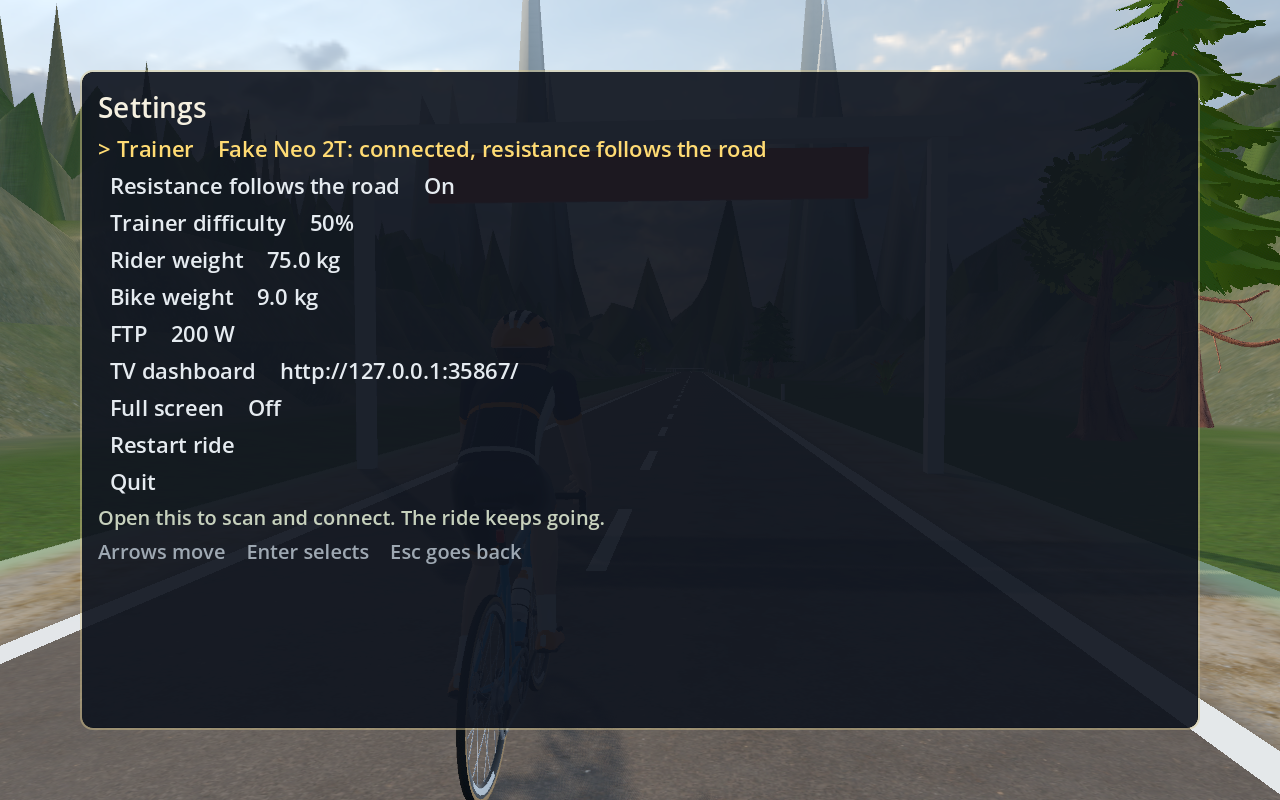 Settings
> Trainer Fake Neo 2T: connected, resistance follows the road
Resistance follows the road On
Trainer difficulty 50%
Rider weight 75.0 kg
Bike weight 9.0 kg
FTP 200 W
TV dashboard http://127.0.0.1:35867/
Full screen Off
Restart ride
Quit
Open this to scan and connect. The ride keeps going.
Arrows move Enter selects Esc goes back